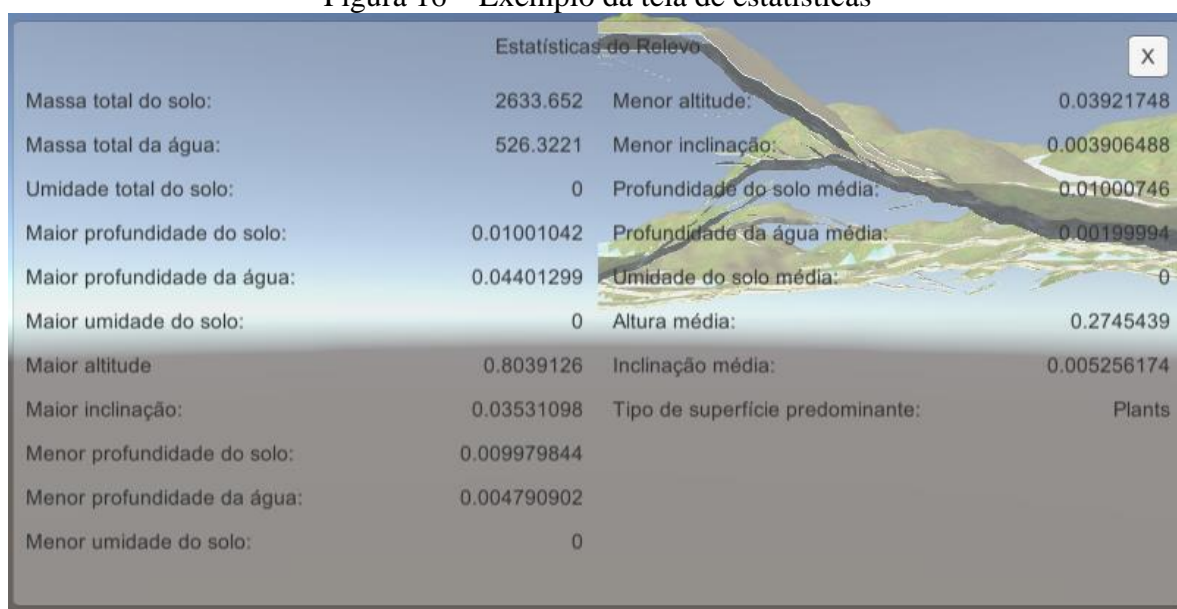 Figura 16 – Exemplo da tela de estatísticas
Estatísticas do Relevo
X
Massa total do solo: 2633.652
Massa total da água: 526.3221
Umidade total do solo: 0
Maior profundidade do solo: 0.01001042
Maior profundidade da água: 0.04401299
Maior umidade do solo: 0
Maior altitude 0.8039126
Maior inclinação: 0.03531098
Menor profundidade do solo: 0.009979844
Menor profundidade da água: 0.004790902
Menor umidade do solo: 0
Menor altitude: 0.03921748
Menor inclinação: 0.003906488
Profundidade do solo média: 0.01000746
Profundidade da água média: 0.00199994
Umidade do solo média: 0
Altura média: 0.2745439
Inclinação média: 0.005256174
Tipo de superfície predominante: Plants